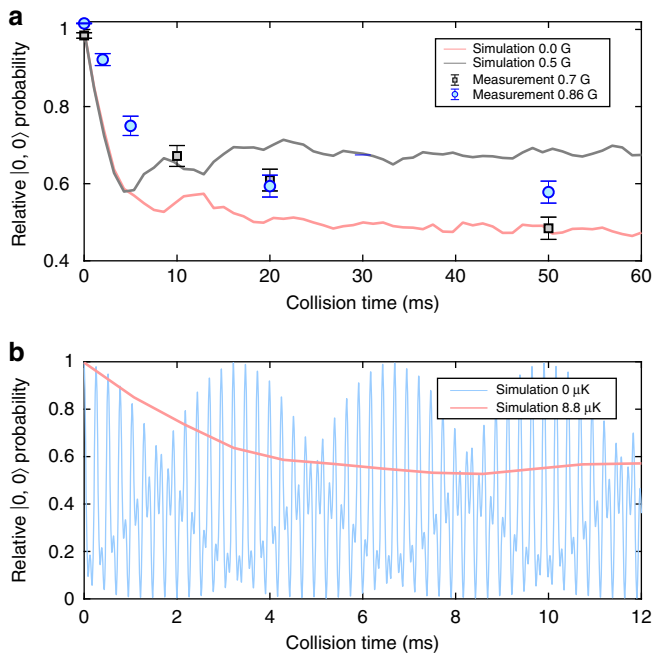 a
Relative |0, 0⟩ probability
1
0.8
0.6
0.4
Simulation 0.0 G
Simulation 0.5 G
Measurement 0.7 G
Measurement 0.86 G
0
10
20
30
40
50
60
Collision time (ms)
b
Relative |0, 0⟩ probability
1
0.8
0.6
0.4
0.2
0
Simulation 0 μK
Simulation 8.8 μK
0
2
4
6
8
10
12
Collision time (ms)